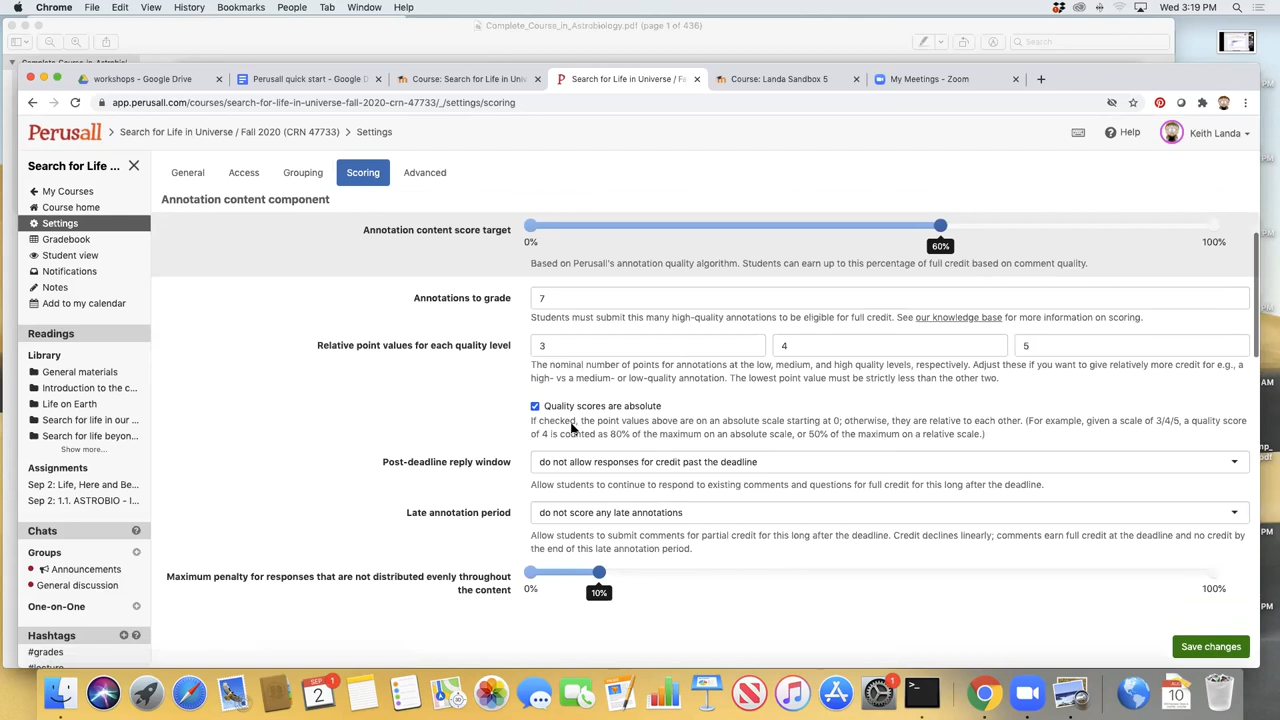 Chrome File Edit View History Bookmarks People Tab Window Help Wed 3:19 PM
Complete_Course_in_Astrobiology.pdf (page 1 of 436)
Search
workshops - Google Drive
Perusall quick start - Google D
Course: Search for Life in Univ
Search for Life in Universe / Fa
Course: Landa Sandbox 5
My Meetings - Zoom
app.perusall.com/courses/search-for-life-in-universe-fall-2020-crn-47733/_/settings/scoring
Perusall Search for Life in Universe / Fall 2020 (CRN 47733) Settings Help Keith Landa
Search for Life ...
My Courses
Course home
Settings
Gradebook
Student view
Notifications
Notes
Add to my calendar
Readings
Library
General materials
Introduction to the c...
Life on Earth
Search for life in our ...
Search for life beyon...
Show more...
Assignments
Sep 2: Life, Here and Be...
Sep 2: 1.1. ASTROBIO - I...
Chats
Groups
Announcements
General discussion
One-on-One
Hashtags
#grades
#lecture
General Access Grouping Scoring Advanced
Annotation content component
Annotation content score target
0% 60% 100%
Based on Perusall's annotation quality algorithm. Students can earn up to this percentage of full credit based on comment quality.
Annotations to grade 7
Students must submit this many high-quality annotations to be eligible for full credit. See our knowledge base for more information on scoring.
Relative point values for each quality level 3 4 5
The nominal number of points for annotations at the low, medium, and high quality levels, respectively. Adjust these if you want to give relatively more credit for e.g., a
high- vs a medium- or low-quality annotation. The lowest point value must be strictly less than the other two.
Quality scores are absolute
If checked, the point values above are on an absolute scale starting at 0; otherwise, they are relative to each other. (For example, given a scale of 3/4/5, a quality score
of 4 is counted as 80% of the maximum on an absolute scale, or 50% of the maximum on a relative scale.)
Post-deadline reply window do not allow responses for credit past the deadline
Allow students to continue to respond to existing comments and questions for full credit for this long after the deadline.
Late annotation period do not score any late annotations
Allow students to submit comments for partial credit for this long after the deadline. Credit declines linearly; comments earn full credit at the deadline and no credit by
the end of this late annotation period.
Maximum penalty for responses that are not distributed evenly throughout
the content
0% 10% 100%
Save changes
SEP
2
10